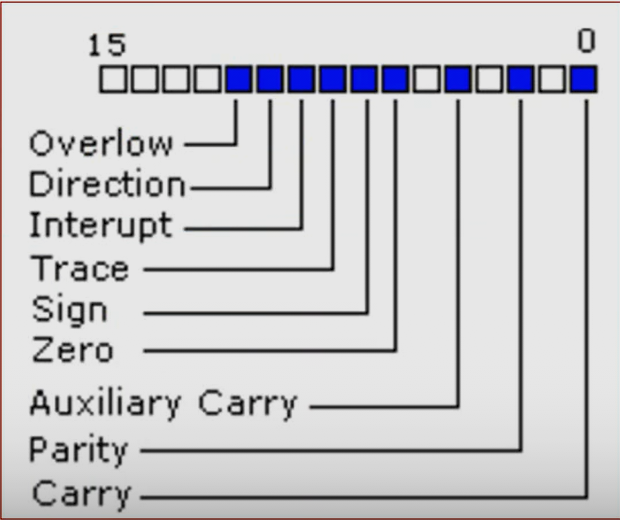 15 0
Overlow
Direction
Interupt
Trace
Sign
Zero
Auxiliary Carry
Parity
Carry